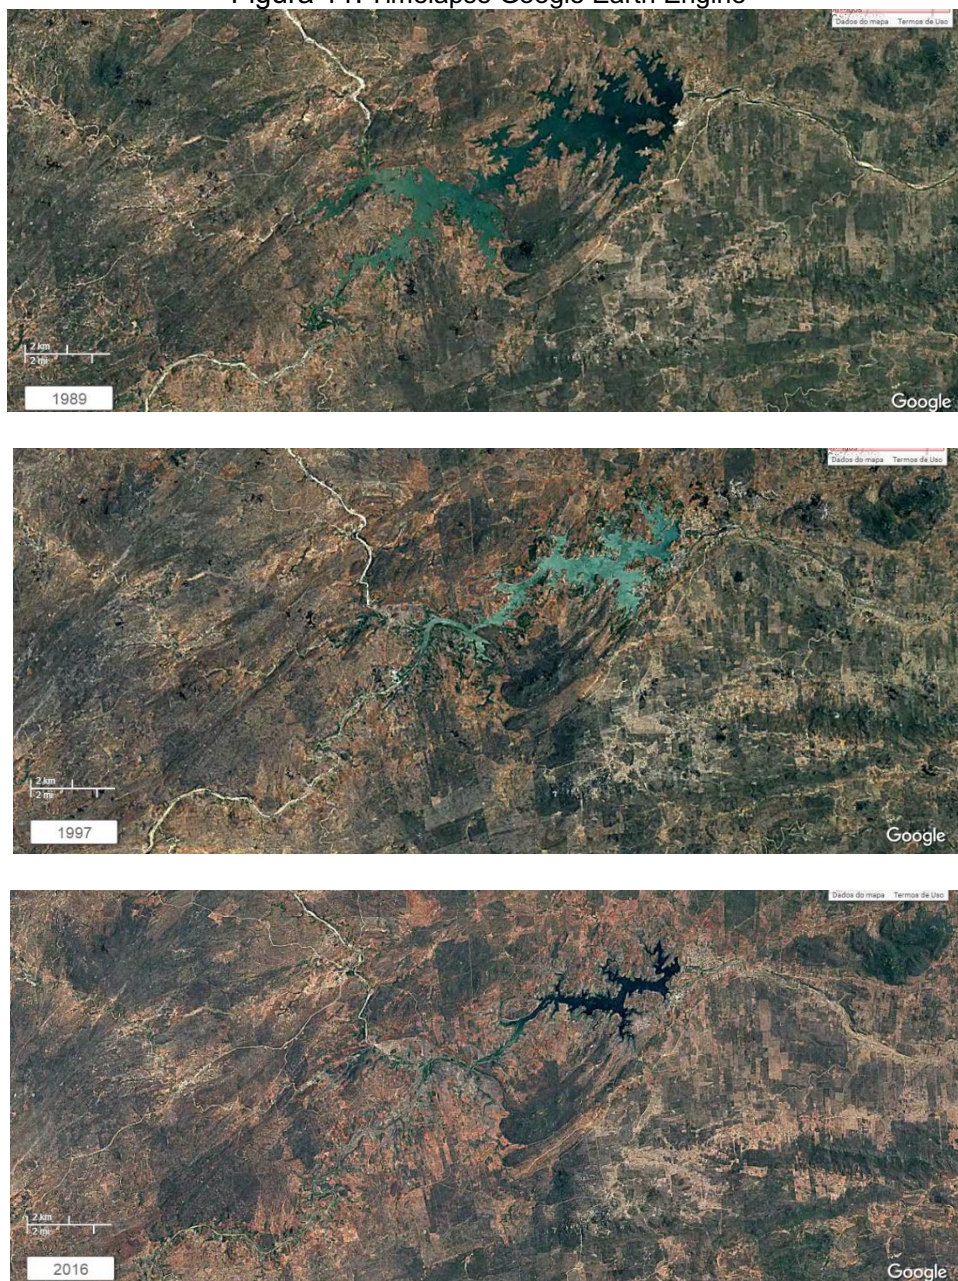 Figura 11. Timelapse Google Earth Engine
Dados do mapa Termos de Uso
2 km
2 mi
1989
Google
Dados do mapa Termos de Uso
2 km
2 mi
1997
Google
Dados do mapa Termos de Uso
2 km
2 mi
2016
Google